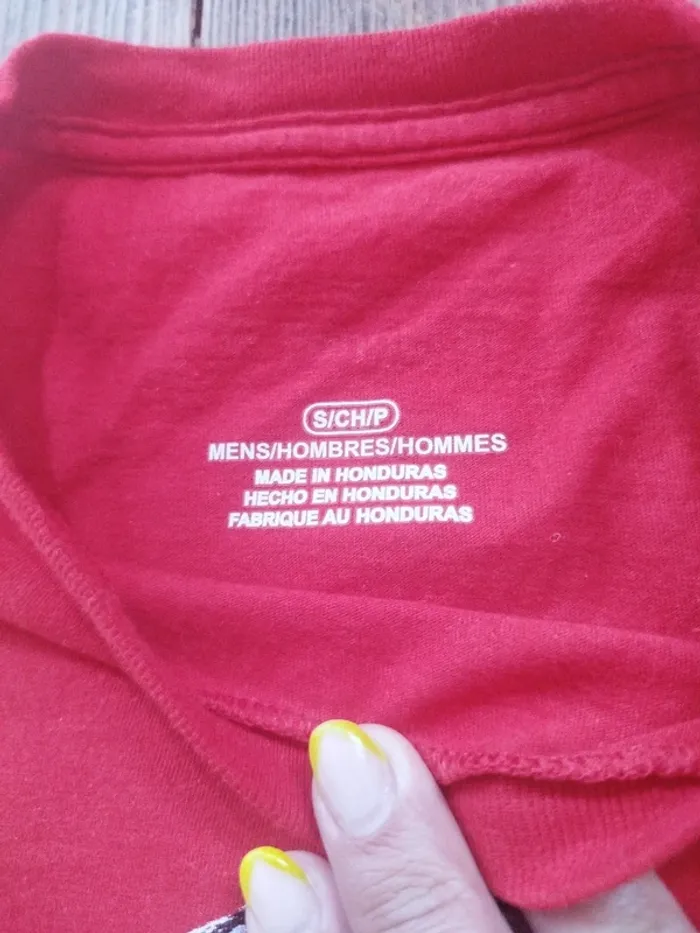 S/CH/P
MENS/HOMBRES/HOMMES
MADE IN HONDURAS
HECHO EN HONDURAS
FABRIQUE AU HONDURAS